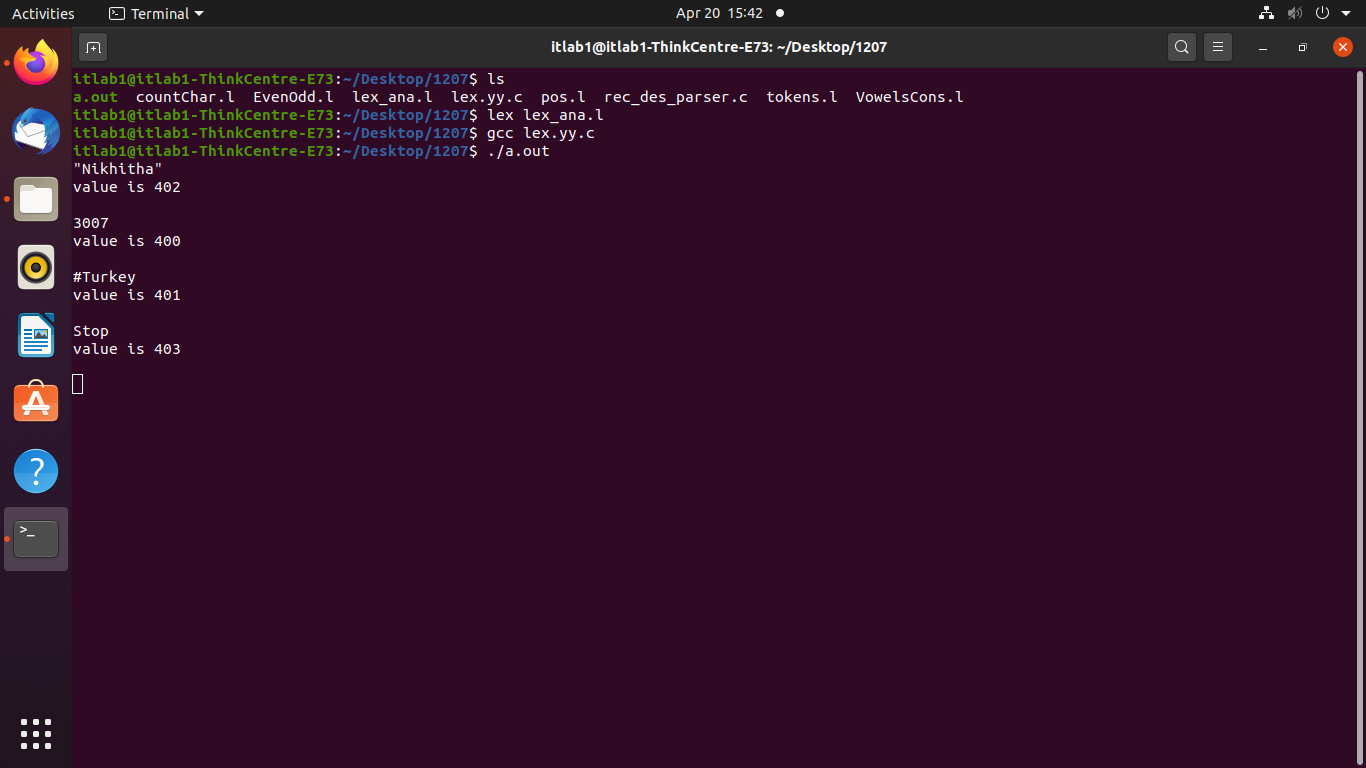 Activities Terminal Apr 20 15:42
itlab1@itlab1-ThinkCentre-E73: ~/Desktop/1207
itlab1@itlab1-ThinkCentre-E73:~/Desktop/1207$ ls
a.out countChar.l EvenOdd.l lex_ana.l lex.yy.c pos.l rec_des_parser.c tokens.l VowelsCons.l
itlab1@itlab1-ThinkCentre-E73:~/Desktop/1207$ lex lex_ana.l
itlab1@itlab1-ThinkCentre-E73:~/Desktop/1207$ gcc lex.yy.c
itlab1@itlab1-ThinkCentre-E73:~/Desktop/1207$ ./a.out
"Nikhitha"
value is 402
3007
value is 400
#Turkey
value is 401
Stop
value is 403